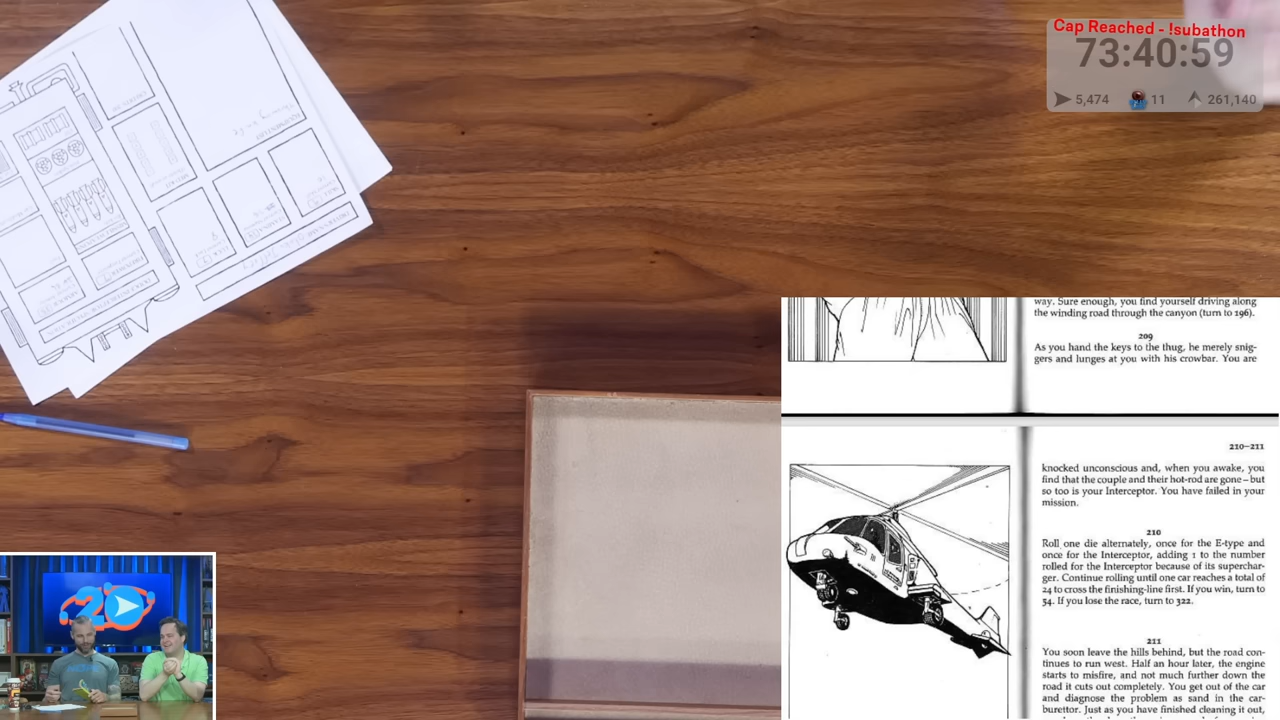 Cap Reached - !subathon
73:40:59
5,474
11
261,140
way. Sure enough, you find yourself driving along
the winding road through the canyon (turn to 196).
209
As you hand the keys to the thug, he merely snig-
gers and lunges at you with his crowbar. You are
210–211
knocked unconscious and, when you awake, you
find that the couple and their hot-rod are gone – but
so too is your Interceptor. You have failed in your
mission.
210
Roll one die alternately, once for the E-type and
once for the Interceptor, adding 1 to the number
rolled for the Interceptor because of its superchar-
ger. Continue rolling until one car reaches a total of
24 to cross the finishing-line first. If you win, turn to
54. If you lose the race, turn to 322.
211
You soon leave the hills behind, but the road con-
tinues to run west. Half an hour later, the engine
starts to misfire, and not much further down the
road it cuts out completely. You get out of the car
and diagnose the problem as sand in the car-
burettor. Just as you have finished cleaning it out,
20